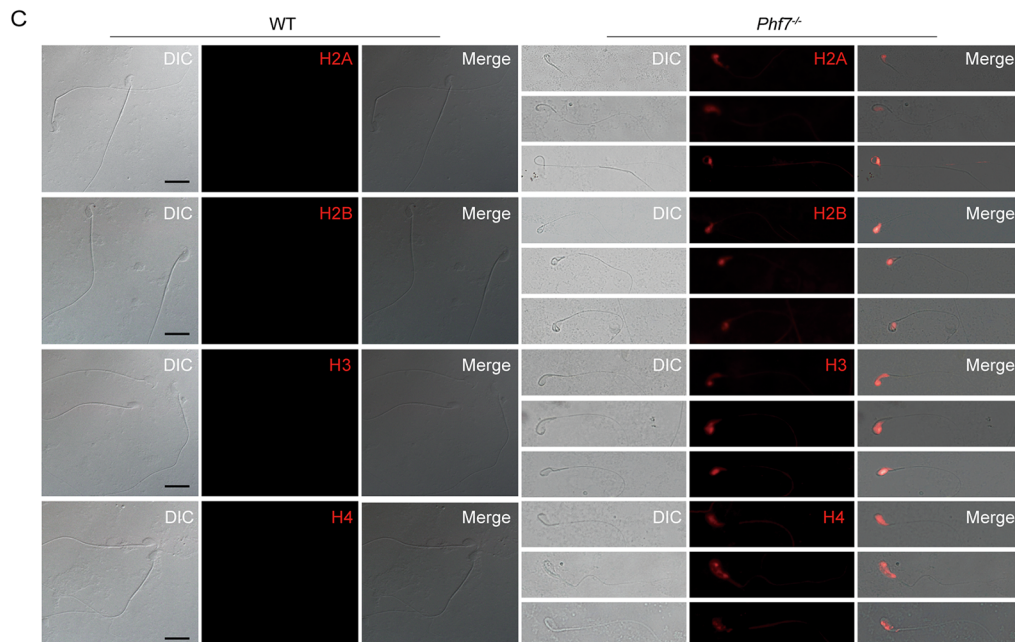 C
WT
Phf7-/-
DIC H2A Merge DIC H2A Merge
DIC H2B Merge DIC H2B Merge
DIC H3 Merge DIC H3 Merge
DIC H4 Merge DIC H4 Merge